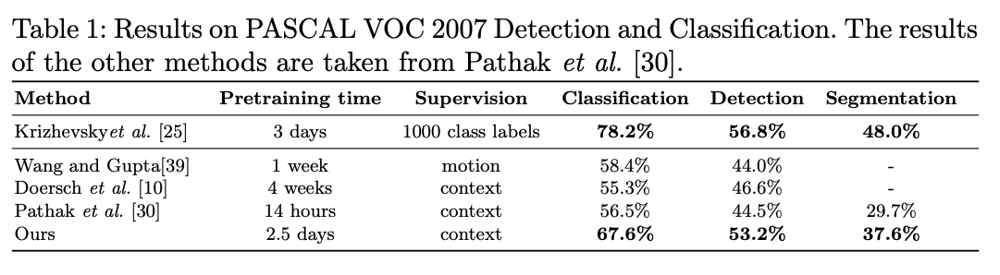 Table 1: Results on PASCAL VOC 2007 Detection and Classification. The results
of the other methods are taken from Pathak et al. [30].
Method Pretraining time Supervision Classification Detection Segmentation
Krizhevskyet al. [25] 3 days 1000 class labels 78.2% 56.8% 48.0%
Wang and Gupta[39] 1 week motion 58.4% 44.0% -
Doersch et al. [10] 4 weeks context 55.3% 46.6% -
Pathak et al. [30] 14 hours context 56.5% 44.5% 29.7%
Ours 2.5 days context 67.6% 53.2% 37.6%